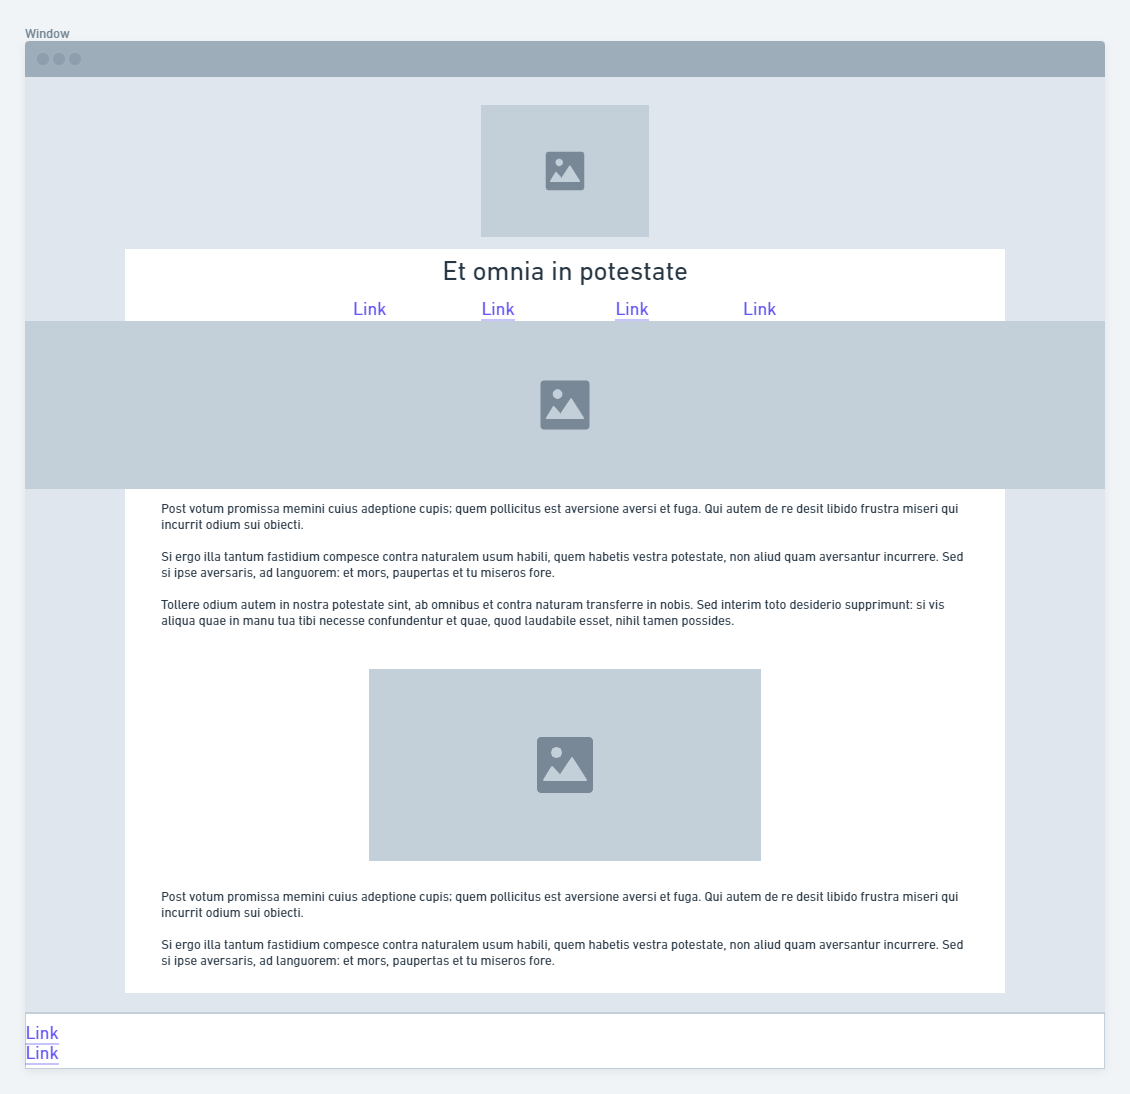 Window
Et omnia in potestate
Link Link Link Link
Post votum promissa memini cuius adeptione cupis; quem pollicitus est aversione aversi et fuga. Qui autem de re desit libido frustra miseri qui
incurrit odium sui obiecti.
Si ergo illa tantum fastidium compesce contra naturalem usum habili, quem habetis vestra potestate, non aliud quam aversantur incurrere. Sed
si ipse aversaris, ad languorem: et mors, paupertas et tu miseros fore.
Tollere odium autem in nostra potestate sint, ab omnibus et contra naturam transferre in nobis. Sed interim toto desiderio supprimunt: si vis
aliqua quae in manu tua tibi necesse confundentur et quae, quod laudabile esset, nihil tamen possides.
Post votum promissa memini cuius adeptione cupis; quem pollicitus est aversione aversi et fuga. Qui autem de re desit libido frustra miseri qui
incurrit odium sui obiecti.
Si ergo illa tantum fastidium compesce contra naturalem usum habili, quem habetis vestra potestate, non aliud quam aversantur incurrere. Sed
si ipse aversaris, ad languorem: et mors, paupertas et tu miseros fore.
Link
Link